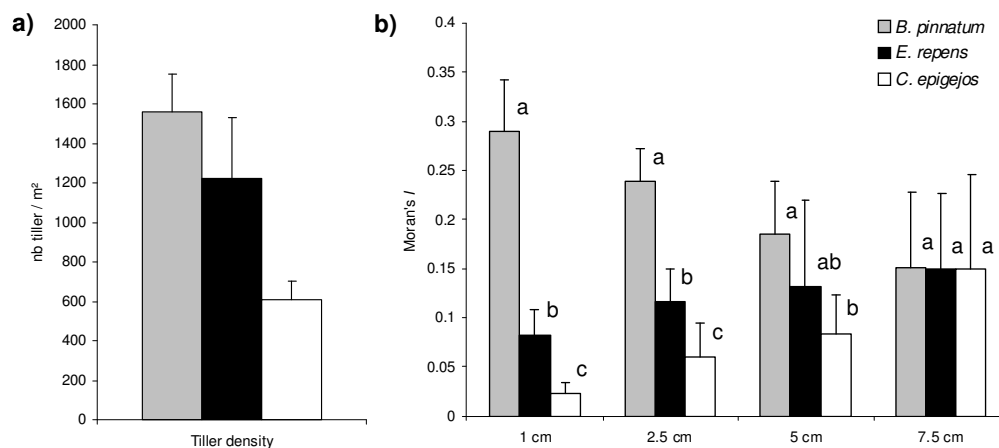 a)
nb tiller / m²
2000
1800
1600
1400
1200
1000
800
600
400
200
0
Tiller density
b)
B. pinnatum
E. repens
C. epigejos
Moran's I
0.4
0.35
0.3
0.25
0.2
0.15
0.1
0.05
0
a
b
c
a
b
c
a
ab
b
a
a
a
1 cm
2.5 cm
5 cm
7.5 cm